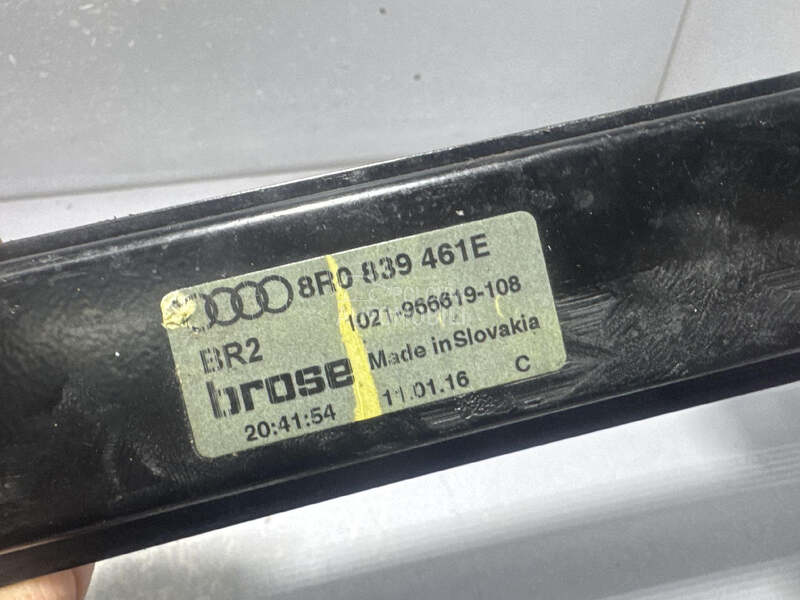 8R0 839 461E
1021-966619-108
BR2
brose
Made in Slovakia
20:41:54
11.01.16
C